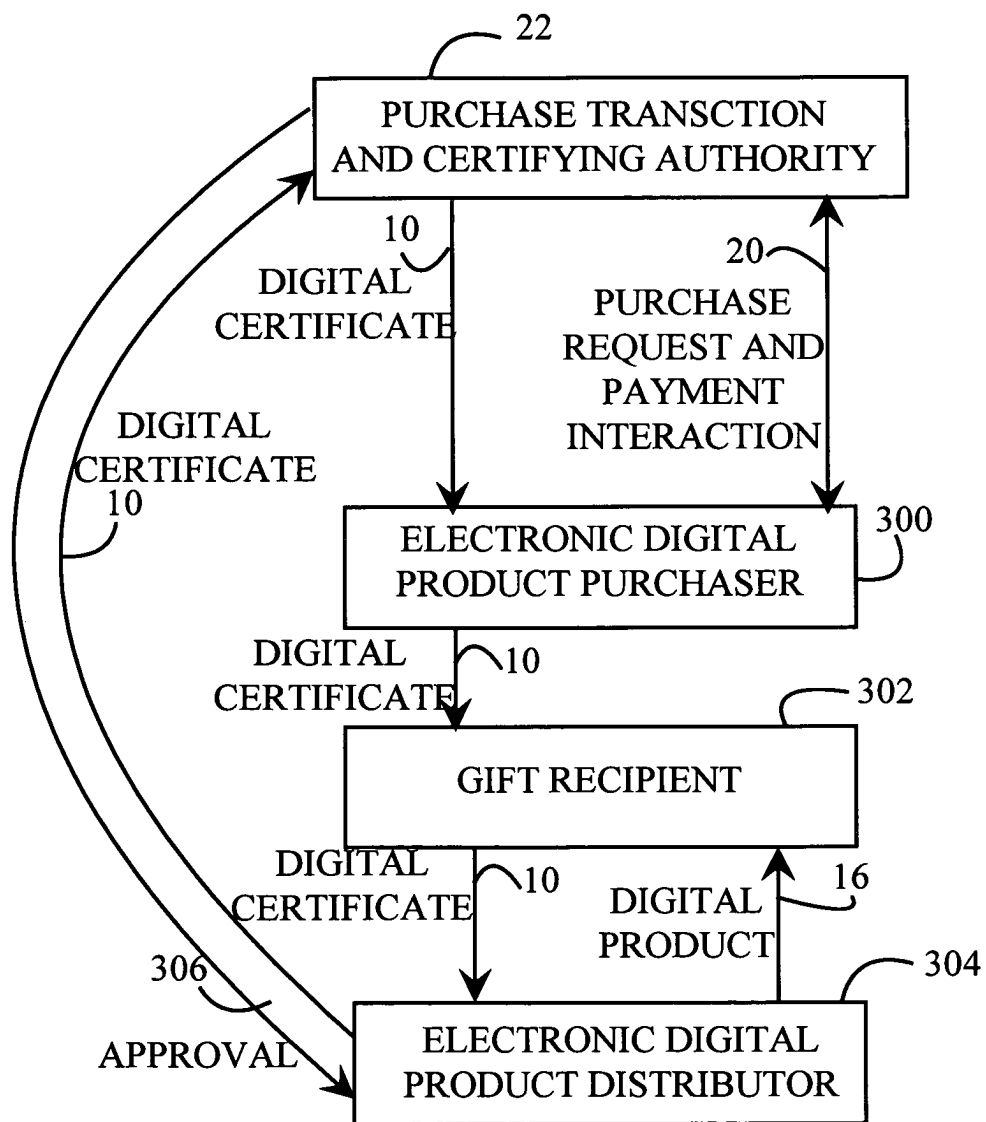 22
PURCHASE TRANSCTION
AND CERTIFYING AUTHORITY
10
DIGITAL
CERTIFICATE
20
PURCHASE
REQUEST AND
PAYMENT
INTERACTION
DIGITAL
CERTIFICATE
10
300
ELECTRONIC DIGITAL
PRODUCT PURCHASER
DIGITAL
CERTIFICATE
10
302
GIFT RECIPIENT
DIGITAL
CERTIFICATE
10
16
DIGITAL
PRODUCT
306
APPROVAL
304
ELECTRONIC DIGITAL
PRODUCT DISTRIBUTOR